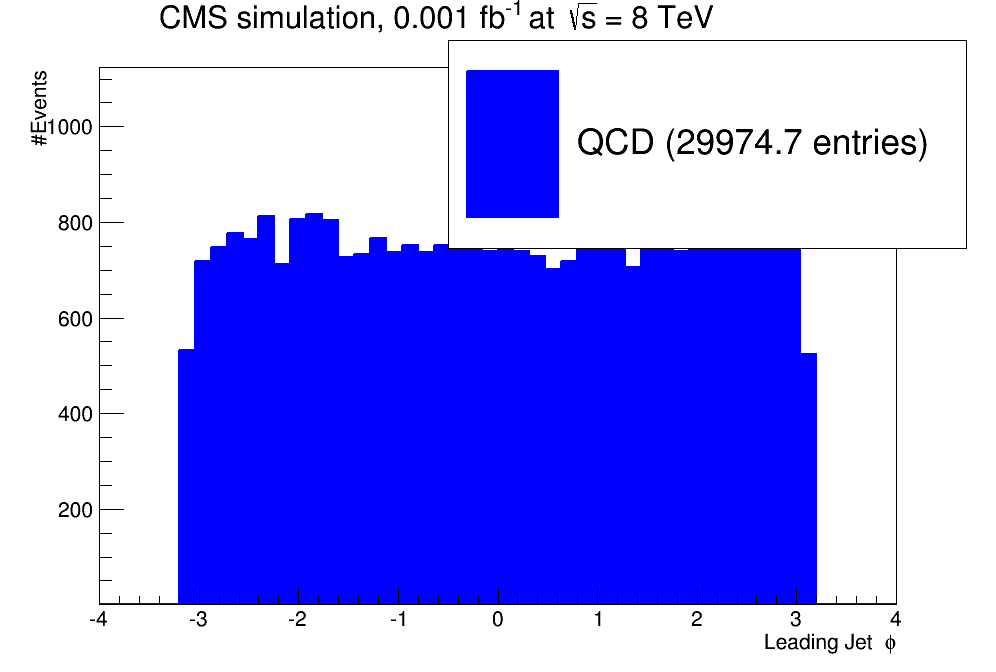 CMS simulation, 0.001 fb⁻¹ at √s = 8 TeV
#Events
QCD (29974.7 entries)
1000
800
600
400
200
-4 -3 -2 -1 0 1 2 3 4
Leading Jet ϕ